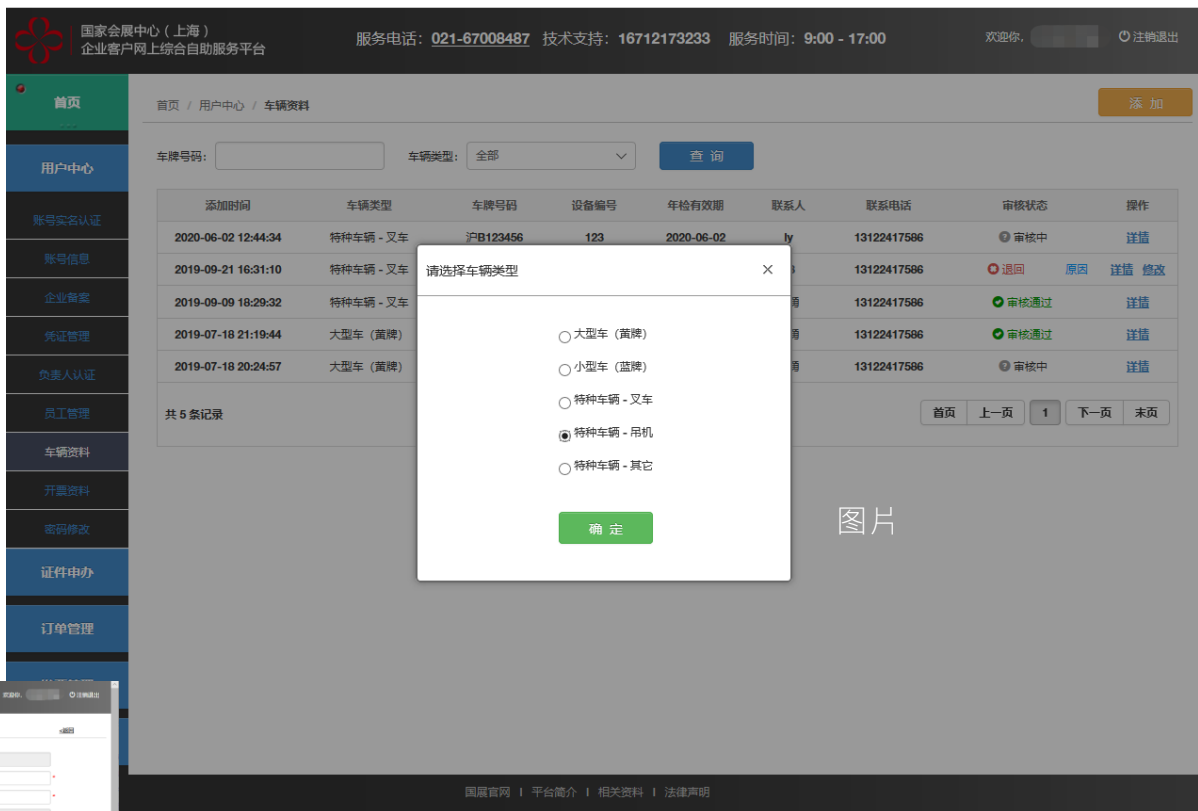 国家会展中心（上海）
企业客户网上综合自助服务平台
服务电话：021-67008487 技术支持：16712173233 服务时间：9:00 - 17:00
欢迎你,
注销退出
首页
用户中心
账号实名认证
账号信息
企业备案
凭证管理
负责人认证
员工管理
车辆资料
开票资料
密码修改
证件申办
订单管理
首页 / 用户中心 / 车辆资料
添 加
车牌号码：
车辆类型： 全部
查 询
添加时间 车辆类型 车牌号码 设备编号 年检有效期 联系人 联系电话 审核状态 操作
2020-06-02 12:44:34 特种车辆 - 叉车 沪B123456 123 2020-06-02 ly 13122417586 审核中 详情
2019-09-21 16:31:10 特种车辆 - 叉车 13122417586 退回 原因 详情 修改
2019-09-09 18:29:32 特种车辆 - 叉车 13122417586 审核通过 详情
2019-07-18 21:19:44 大型车（黄牌） 13122417586 审核通过 详情
2019-07-18 20:24:57 大型车（黄牌） 13122417586 审核中 详情
共 5 条记录
首页 上一页 1 下一页 末页
请选择车辆类型 ×
大型车（黄牌）
小型车（蓝牌）
特种车辆 - 叉车
特种车辆 - 吊机
特种车辆 - 其它
确 定
图片
欢迎你, 注销退出
国展官网 | 平台简介 | 相关资料 | 法律声明